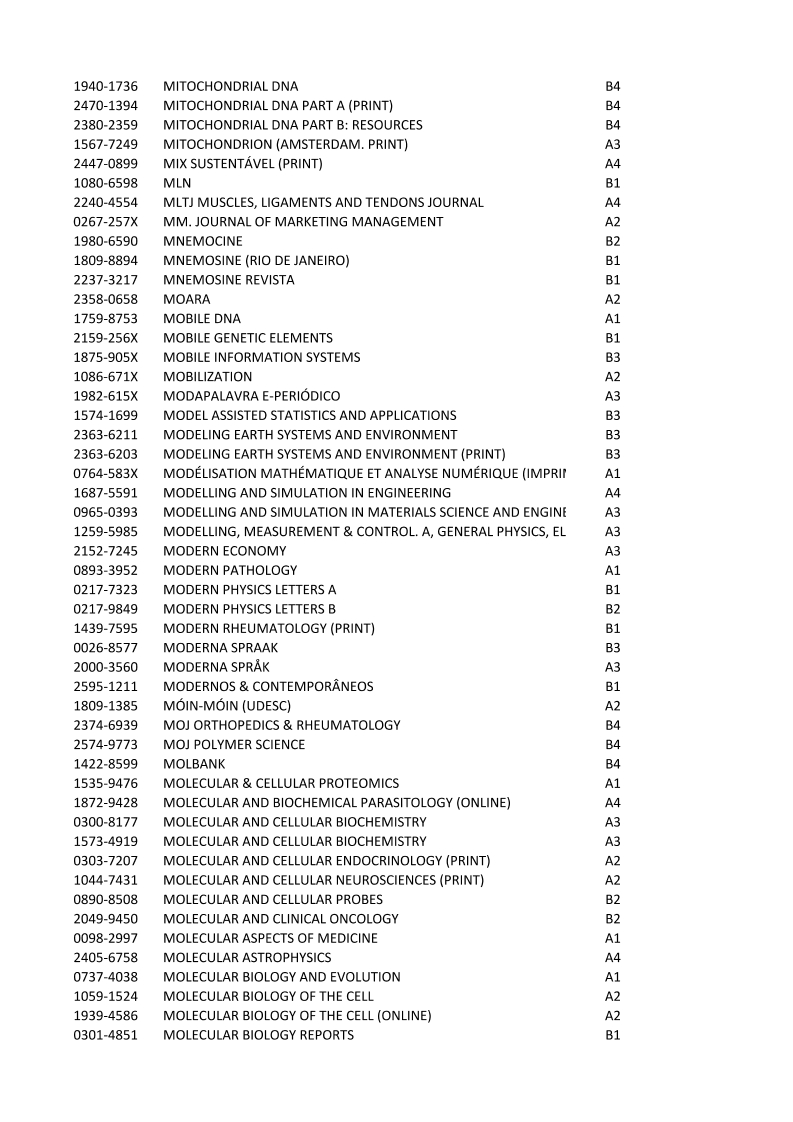 1940-1736 MITOCHONDRIAL DNA B4
2470-1394 MITOCHONDRIAL DNA PART A (PRINT) B4
2380-2359 MITOCHONDRIAL DNA PART B: RESOURCES B4
1567-7249 MITOCHONDRION (AMSTERDAM. PRINT) A3
2447-0899 MIX SUSTENTÁVEL (PRINT) A4
1080-6598 MLN B1
2240-4554 MLTJ MUSCLES, LIGAMENTS AND TENDONS JOURNAL A4
0267-257X MM. JOURNAL OF MARKETING MANAGEMENT A2
1980-6590 MNEMOCINE B2
1809-8894 MNEMOSINE (RIO DE JANEIRO) B1
2237-3217 MNEMOSINE REVISTA B1
2358-0658 MOARA A2
1759-8753 MOBILE DNA A1
2159-256X MOBILE GENETIC ELEMENTS B1
1875-905X MOBILE INFORMATION SYSTEMS B3
1086-671X MOBILIZATION A2
1982-615X MODAPALAVRA E-PERIÓDICO A3
1574-1699 MODEL ASSISTED STATISTICS AND APPLICATIONS B3
2363-6211 MODELING EARTH SYSTEMS AND ENVIRONMENT B3
2363-6203 MODELING EARTH SYSTEMS AND ENVIRONMENT (PRINT) B3
0764-583X MODÉLISATION MATHÉMATIQUE ET ANALYSE NUMÉRIQUE (IMPRIN A1
1687-5591 MODELLING AND SIMULATION IN ENGINEERING A4
0965-0393 MODELLING AND SIMULATION IN MATERIALS SCIENCE AND ENGINE A3
1259-5985 MODELLING, MEASUREMENT & CONTROL. A, GENERAL PHYSICS, EL A3
2152-7245 MODERN ECONOMY A3
0893-3952 MODERN PATHOLOGY A1
0217-7323 MODERN PHYSICS LETTERS A B1
0217-9849 MODERN PHYSICS LETTERS B B2
1439-7595 MODERN RHEUMATOLOGY (PRINT) B1
0026-8577 MODERNA SPRAAK B3
2000-3560 MODERNA SPRÅK A3
2595-1211 MODERNOS & CONTEMPORÂNEOS B1
1809-1385 MÓIN-MÓIN (UDESC) A2
2374-6939 MOJ ORTHOPEDICS & RHEUMATOLOGY B4
2574-9773 MOJ POLYMER SCIENCE B4
1422-8599 MOLBANK B4
1535-9476 MOLECULAR & CELLULAR PROTEOMICS A1
1872-9428 MOLECULAR AND BIOCHEMICAL PARASITOLOGY (ONLINE) A4
0300-8177 MOLECULAR AND CELLULAR BIOCHEMISTRY A3
1573-4919 MOLECULAR AND CELLULAR BIOCHEMISTRY A3
0303-7207 MOLECULAR AND CELLULAR ENDOCRINOLOGY (PRINT) A2
1044-7431 MOLECULAR AND CELLULAR NEUROSCIENCES (PRINT) A2
0890-8508 MOLECULAR AND CELLULAR PROBES B2
2049-9450 MOLECULAR AND CLINICAL ONCOLOGY B2
0098-2997 MOLECULAR ASPECTS OF MEDICINE A1
2405-6758 MOLECULAR ASTROPHYSICS A4
0737-4038 MOLECULAR BIOLOGY AND EVOLUTION A1
1059-1524 MOLECULAR BIOLOGY OF THE CELL A2
1939-4586 MOLECULAR BIOLOGY OF THE CELL (ONLINE) A2
0301-4851 MOLECULAR BIOLOGY REPORTS B1